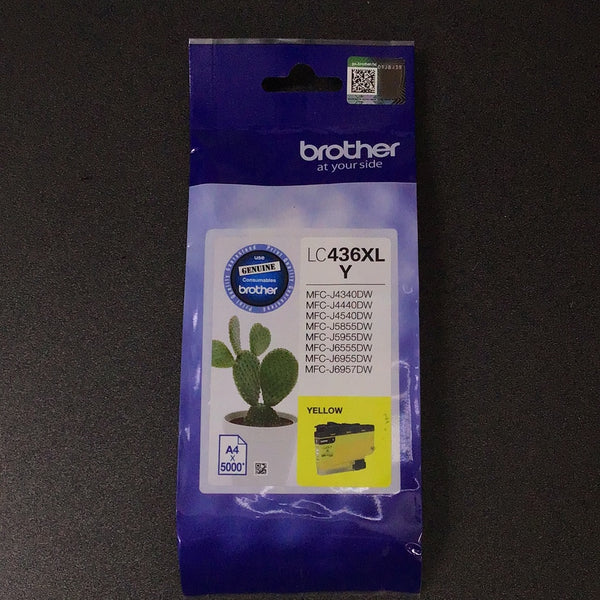 brother
at your side
LC436XL
Y
use
GENUINE
Consumables
brother
MFC-J4340DW
MFC-J4440DW
MFC-J4540DW
MFC-J5855DW
MFC-J5955DW
MFC-J6555DW
MFC-J6955DW
MFC-J6957DW
YELLOW
A4
x
5000*